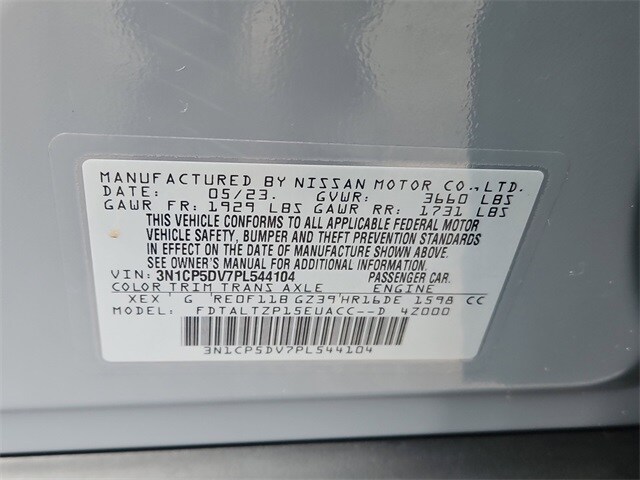 MANUFACTURED BY NISSAN MOTOR CO., LTD.
DATE: 05/23. GVWR: 3660 LBS
GAWR FR: 1929 LBS GAWR RR: 1731 LBS
THIS VEHICLE CONFORMS TO ALL APPLICABLE FEDERAL MOTOR
VEHICLE SAFETY, BUMPER AND THEFT PREVENTION STANDARDS
IN EFFECT ON THE DATE OF MANUFACTURE SHOWN ABOVE.
SEE OWNER'S MANUAL FOR ADDITIONAL INFORMATION.
VIN: 3N1CP5DV7PL544104 PASSENGER CAR.
COLOR TRIM TRANS AXLE ENGINE
XEX G RE0F11B GZ39 HR16DE 1598 CC
MODEL: FDTALTZP15EUACC--D 4Z000
3N1CP5DV7PL544104